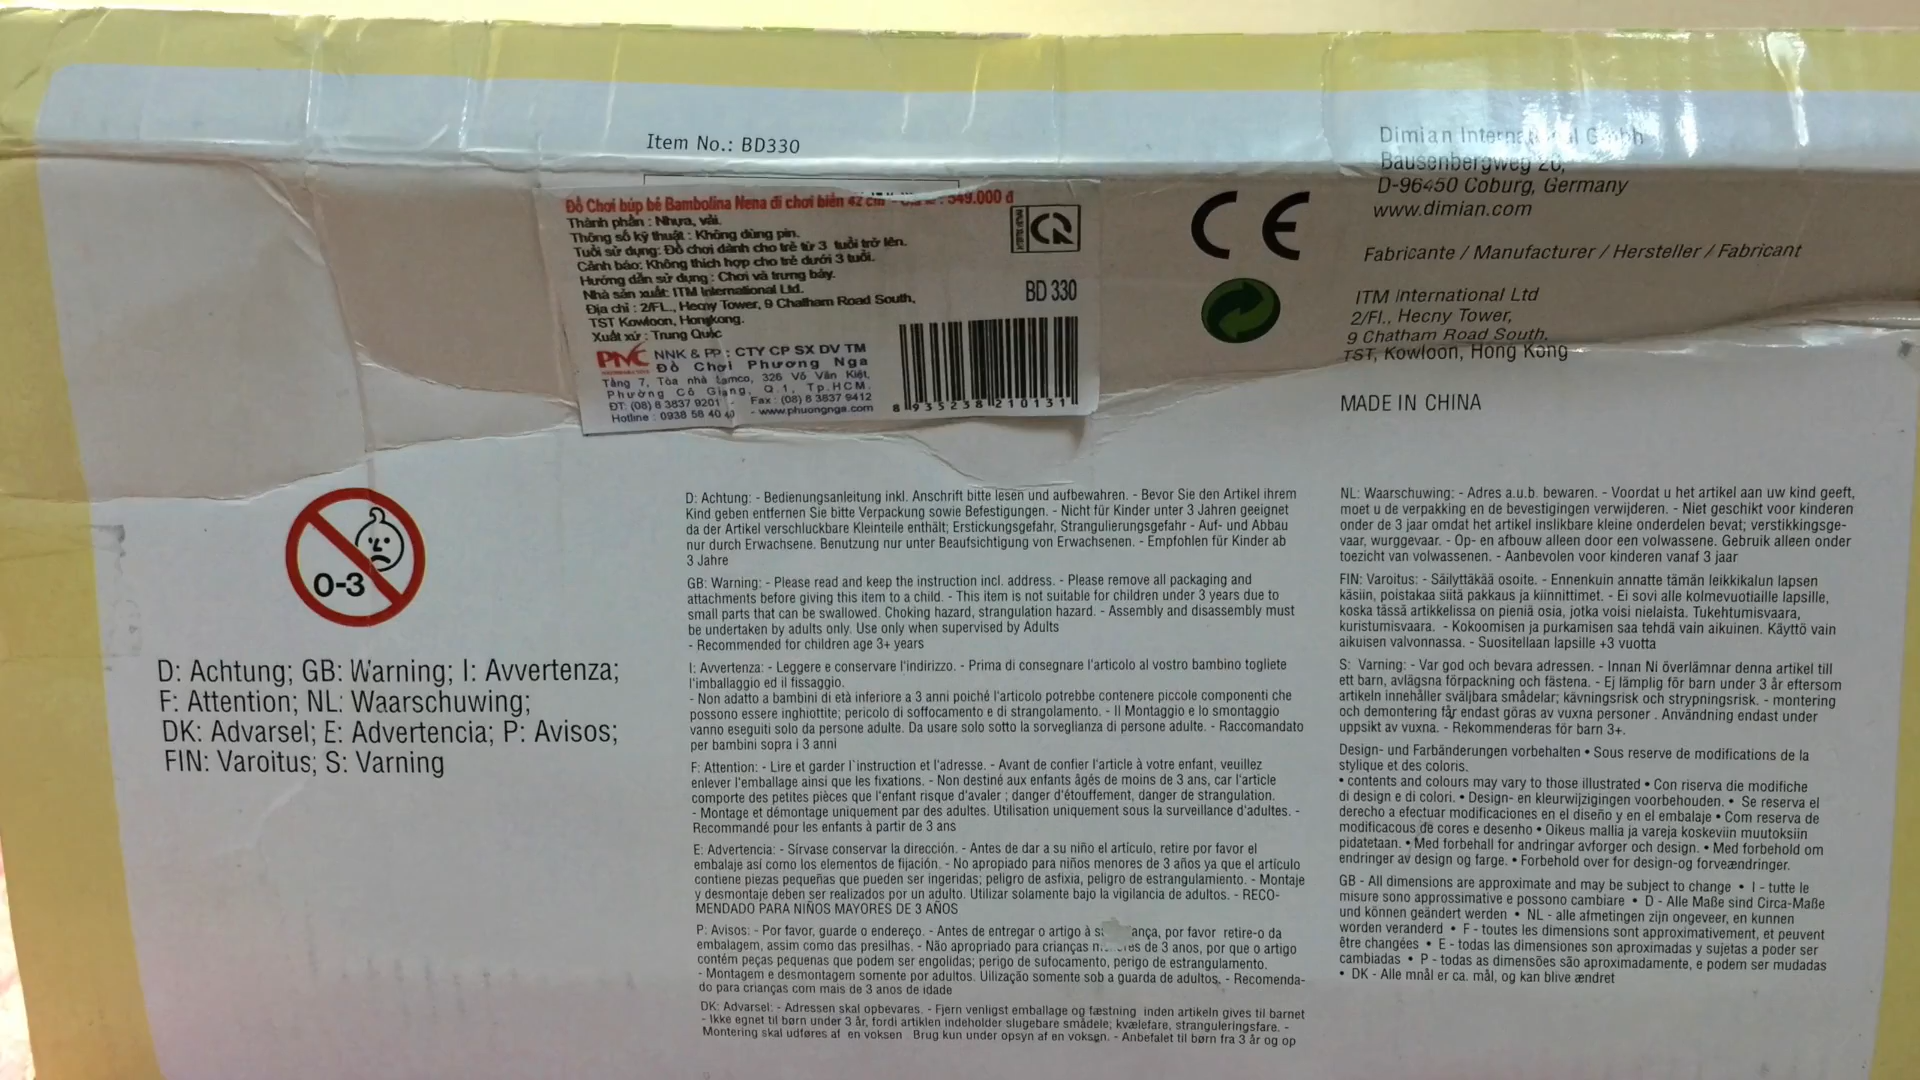 Item No.: BD330
Đồ Chơi búp bê Bambolina Nena đi chơi biển 42 cm 549.000 đ
Thành phần : Nhựa, vải.
Thông số kỹ thuật : Không dùng pin.
Tuổi sử dụng: Đồ chơi dành cho trẻ từ 3 tuổi trở lên.
Cảnh báo: Không thích hợp cho trẻ dưới 3 tuổi.
Hướng dẫn sử dụng : Chơi và trưng bày.
Nhà sản xuất: ITM International Ltd.
Địa chỉ : 2/FL., Hecny Tower, 9 Chatham Road South,
TST Kowloon, Hongkong.
Xuất xứ : Trung Quốc
CR
BD 330
PNC NNK & PP : CTY CP SX DV TM
Đồ Chơi Phương Nga
Tầng 7, Tòa nhà Lamco, 326 Võ Văn Kiệt,
Phường Cô Giang, Q.1, Tp.HCM.
ĐT: (08) 6 3837 9201 - Fax : (08) 6 3837 9412
Hotline : 0938 58 40 40 - www.phuongnga.com
8 935238 210131
CE
Dimian International Gmbh
Bausenbergweg 20,
D-96450 Coburg, Germany
www.dimian.com
Fabricante / Manufacturer / Hersteller / Fabricant
ITM International Ltd
2/Fl., Hecny Tower,
9 Chatham Road South,
TST, Kowloon, Hong Kong
MADE IN CHINA
0-3
D: Achtung; GB: Warning; I: Avvertenza;
F: Attention; NL: Waarschuwing;
DK: Advarsel; E: Advertencia; P: Avisos;
FIN: Varoitus; S: Varning
D: Achtung: - Bedienungsanleitung inkl. Anschrift bitte lesen und aufbewahren. - Bevor Sie den Artikel ihrem
Kind geben entfernen Sie bitte Verpackung sowie Befestigungen. - Nicht für Kinder unter 3 Jahren geeignet
da der Artikel verschluckbare Kleinteile enthält; Erstickungsgefahr, Strangulierungsgefahr - Auf- und Abbau
nur durch Erwachsene. Benutzung nur unter Beaufsichtigung von Erwachsenen. - Empfohlen für Kinder ab
3 Jahre
GB: Warning: - Please read and keep the instruction incl. address. - Please remove all packaging and
attachments before giving this item to a child. - This item is not suitable for children under 3 years due to
small parts that can be swallowed. Choking hazard, strangulation hazard. - Assembly and disassembly must
be undertaken by adults only. Use only when supervised by Adults
- Recommended for children age 3+ years
I: Avvertenza: - Leggere e conservare l'indirizzo. - Prima di consegnare l'articolo al vostro bambino togliete
l'imballaggio ed il fissaggio.
- Non adatto a bambini di età inferiore a 3 anni poiché l'articolo potrebbe contenere piccole componenti che
possono essere inghiottite; pericolo di soffocamento e di strangolamento. - Il Montaggio e lo smontaggio
vanno eseguiti solo da persone adulte. Da usare solo sotto la sorveglianza di persone adulte. - Raccomandato
per bambini sopra i 3 anni
F: Attention: - Lire et garder l`instruction et l'adresse. - Avant de confier l'article à votre enfant, veuillez
enlever l'emballage ainsi que les fixations. - Non destiné aux enfants âgés de moins de 3 ans, car l'article
comporte des petites pièces que l'enfant risque d'avaler ; danger d'étouffement, danger de strangulation.
- Montage et démontage uniquement par des adultes. Utilisation uniquement sous la surveillance d'adultes. -
Recommandé pour les enfants à partir de 3 ans
E: Advertencia: - Sírvase conservar la dirección. - Antes de dar a su niño el artículo, retire por favor el
embalaje así como los elementos de fijación. - No apropiado para niños menores de 3 años ya que el artículo
contiene piezas pequeñas que pueden ser ingeridas; peligro de asfixia, peligro de estrangulamiento. - Montaje
y desmontaje deben ser realizados por un adulto. Utilizar solamente bajo la vigilancia de adultos. - RECO-
MENDADO PARA NIÑOS MAYORES DE 3 AÑOS
P: Avisos: - Por favor, guarde o endereço. - Antes de entregar o artigo à ança, por favor retire-o da
embalagem, assim como das presilhas. - Não apropriado para crianças de 3 anos, por que o artigo
contém peças pequenas que podem ser engolidas; perigo de sufocamento, perigo de estrangulamento.
- Montagem e desmontagem somente por adultos. Uilização somente sob a guarda de adultos. - Recomenda-
do para crianças com mais de 3 anos de idade
DK: Advarsel: - Adressen skal opbevares. - Fjern venligst emballage og fæstning inden artikeln gives til barnet
- Ikke egnet til børn under 3 år, fordi artiklen indeholder slugebare smådele; kvælefare, stranguleringsfare. -
Montering skal udføres af en voksen Brug kun under opsyn af en voksen. - Anbefalet til børn fra 3 år og op
NL: Waarschuwing: - Adres a.u.b. bewaren. - Voordat u het artikel aan uw kind geeft,
moet u de verpakking en de bevestigingen verwijderen. - Niet geschikt voor kinderen
onder de 3 jaar omdat het artikel inslikbare kleine onderdelen bevat; verstikkingsge-
vaar, wurggevaar. - Op- en afbouw alleen door een volwassene. Gebruik alleen onder
toezicht van volwassenen. - Aanbevolen voor kinderen vanaf 3 jaar
FIN: Varoitus: - Säilyttäkää osoite. - Ennenkuin annatte tämän leikkikalun lapsen
käsiin, poistakaa siitä pakkaus ja kiinnittimet. - Ei sovi alle kolmevuotiaille lapsille,
koska tässä artikkelissa on pieniä osia, jotka voisi nielaista. Tukehtumisvaara,
kuristumisvaara. - Kokoomisen ja purkamisen saa tehdä vain aikuinen. Käyttö vain
aikuisen valvonnassa. - Suositellaan lapsille +3 vuotta
S: Varning: - Var god och bevara adressen. - Innan Ni överlämnar denna artikel till
ett barn, avlägsna förpackning och fästena. - Ej lämplig för barn under 3 år eftersom
artikeln innehåller sväljbara smådelar; kävningsrisk och strypningsrisk. - montering
och demontering får endast göras av vuxna personer . Användning endast under
uppsikt av vuxna. - Rekommenderas för barn 3+.
Design- und Farbänderungen vorbehalten • Sous reserve de modifications de la
stylique et des coloris.
• contents and colours may vary to those illustrated • Con riserva die modifiche
di design e di colori. • Design- en kleurwijzigingen voorbehouden. • Se reserva el
derecho a efectuar modificaciones en el diseño y en el embalaje • Com reserva de
modificacous de cores e desenho • Oikeus mallia ja vareja koskeviin muutoksiin
pidatetaan. • Med forbehall for andringar avforger och design. • Med forbehold om
endringer av design og farge. • Forbehold over for design-og forveændringer.
GB - All dimensions are approximate and may be subject to change • I - tutte le
misure sono approssimative e possono cambiare • D - Alle Maße sind Circa-Maße
und können geändert werden • NL - alle afmetingen zijn ongeveer, en kunnen
worden veranderd • F - toutes les dimensions sont approximativement, et peuvent
être changées • E - todas las dimensiones son aproximadas y sujetas a poder ser
cambiadas • P - todas as dimensões são aproximadamente, e podem ser mudadas
• DK - Alle mnål er ca. mål, og kan blive ændret